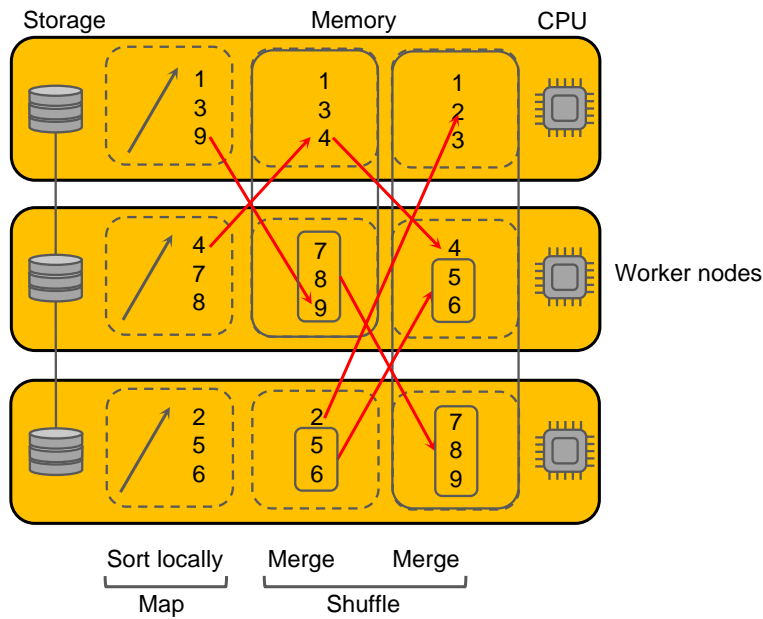 Storage Memory CPU
1 1 1
3 3 2
9 4 3
4 7 4
7 8 5
8 9 6
Worker nodes
2 2 7
5 5 8
6 6 9
Sort locally Merge Merge
Map Shuffle